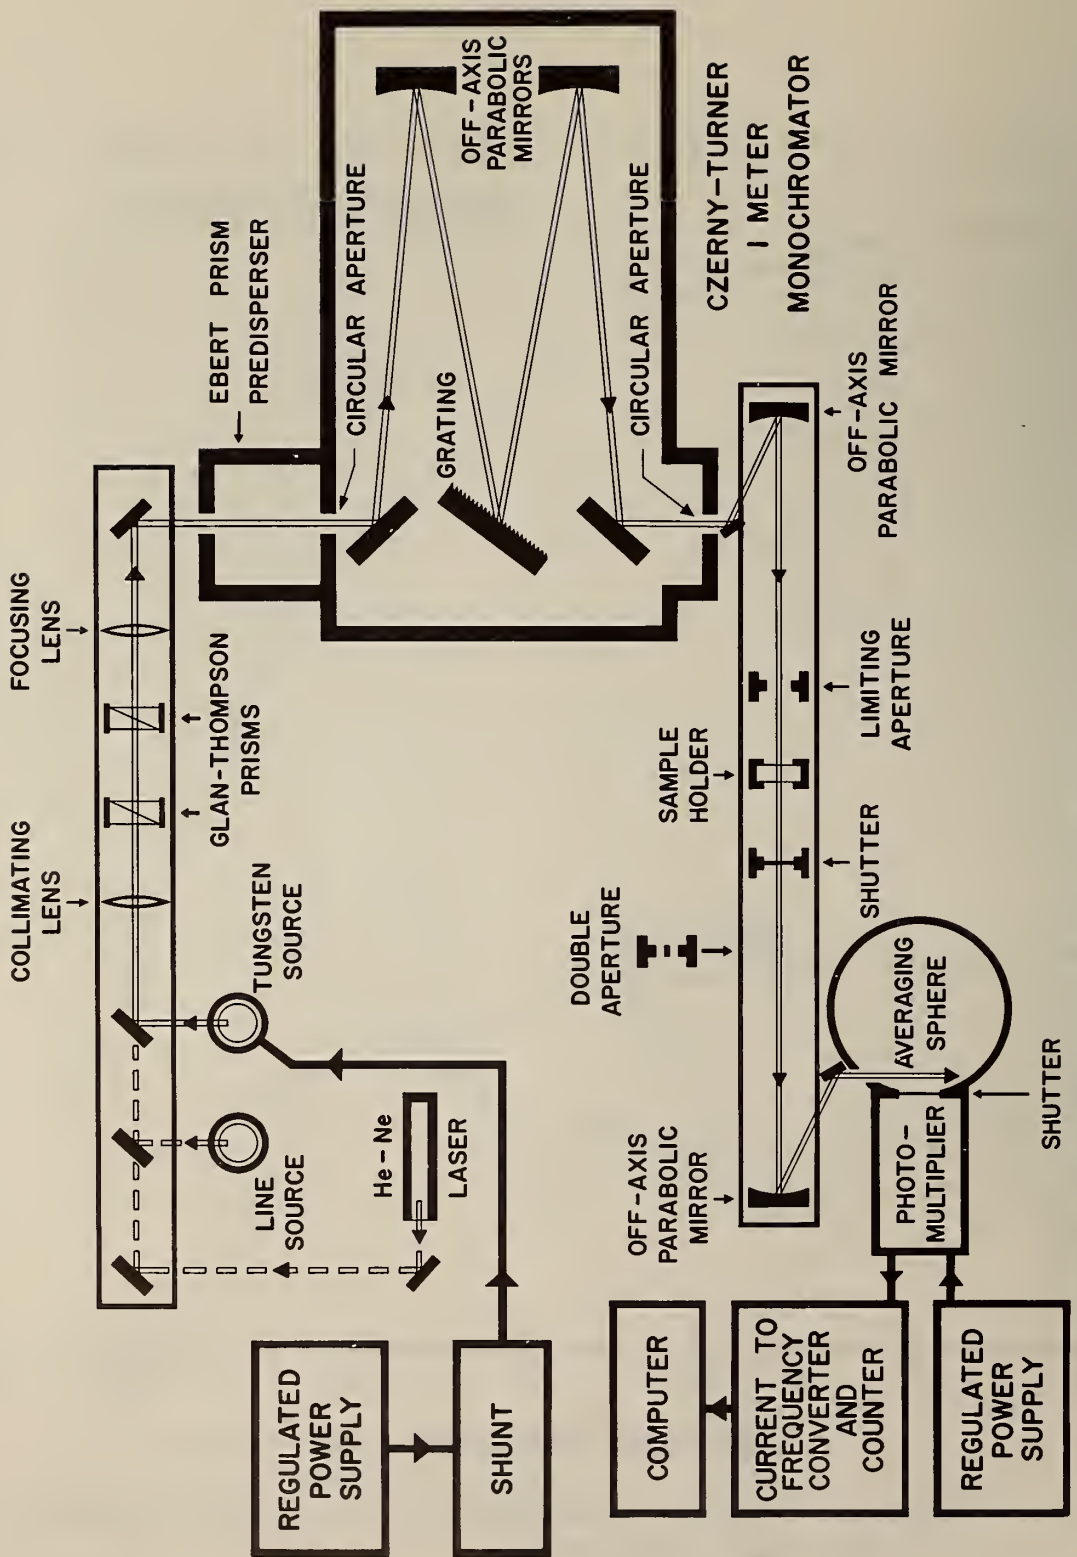 COLLIMATING
LENS
FOCUSING
LENS
GLAN-THOMPSON
PRISMS
EBERT PRISM
PREDISPERSER
TUNGSTEN
SOURCE
LINE
SOURCE
He-Ne
LASER
REGULATED
POWER
SUPPLY
SHUNT
CIRCULAR APERTURE
OFF-AXIS
PARABOLIC
MIRRORS
GRATING
CIRCULAR APERTURE
CZERNY-TURNER
1 METER
MONOCHROMATOR
OFF-AXIS
PARABOLIC MIRROR
LIMITING
APERTURE
SAMPLE
HOLDER
SHUTTER
DOUBLE
APERTURE
OFF-AXIS
PARABOLIC
MIRROR
AVERAGING
SPHERE
SHUTTER
PHOTO-
MULTIPLIER
COMPUTER
CURRENT TO
FREQUENCY
CONVERTER
AND
COUNTER
REGULATED
POWER
SUPPLY